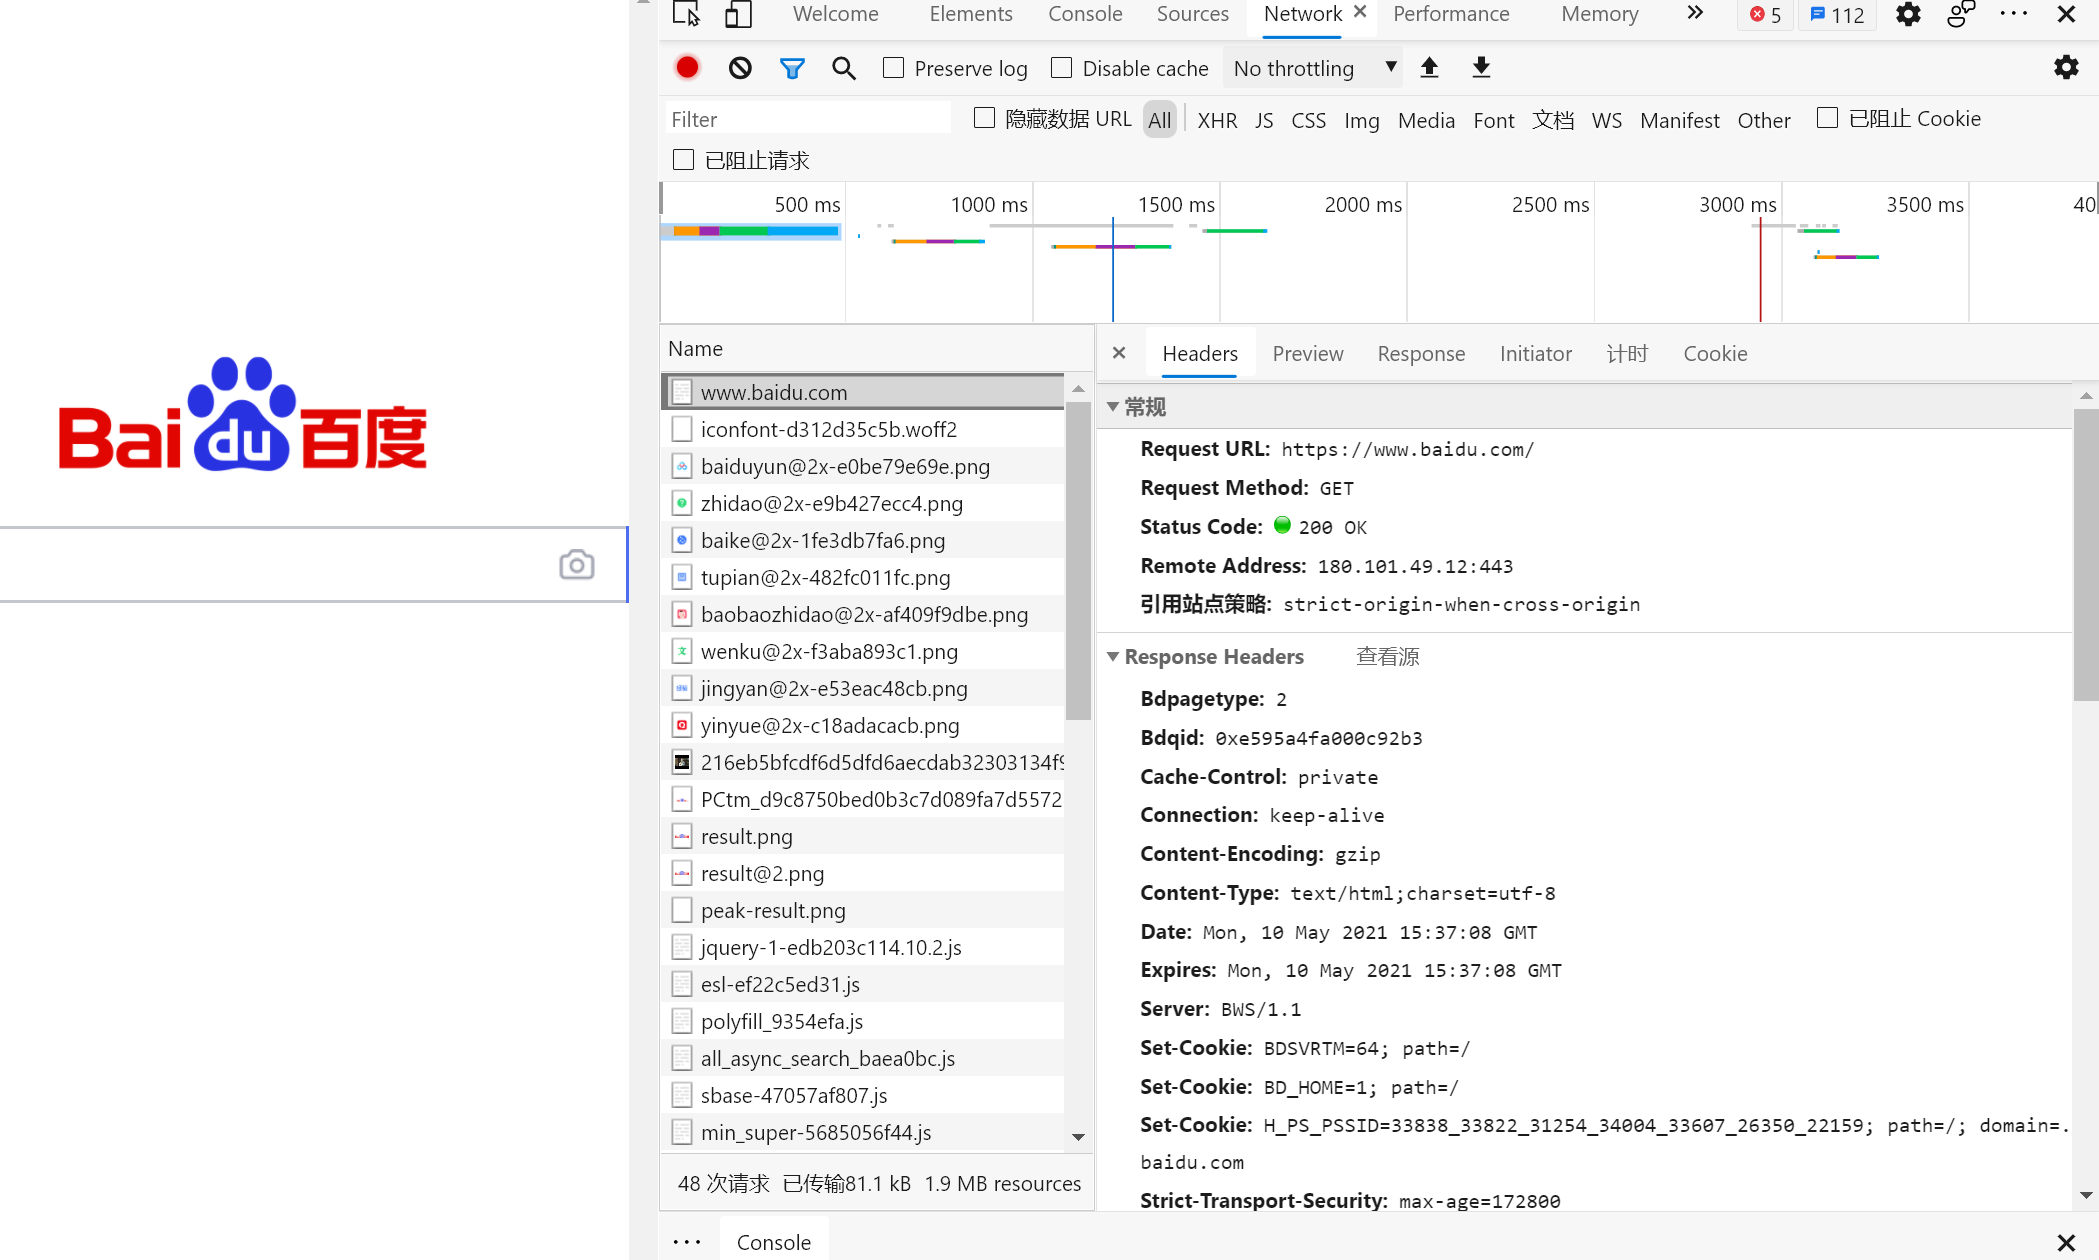 Welcome Elements Console Sources Network Performance Memory 5 112
Preserve log Disable cache No throttling
Filter 隐藏数据 URL All XHR JS CSS Img Media Font 文档 WS Manifest Other 已阻止 Cookie
已阻止请求
500 ms 1000 ms 1500 ms 2000 ms 2500 ms 3000 ms 3500 ms 40
Bai du 百度
Name
www.baidu.com
iconfont-d312d35c5b.woff2
baiduyun@2x-e0be79e69e.png
zhidao@2x-e9b427ecc4.png
baike@2x-1fe3db7fa6.png
tupian@2x-482fc011fc.png
baobaozhidao@2x-af409f9dbe.png
wenku@2x-f3aba893c1.png
jingyan@2x-e53eac48cb.png
yinyue@2x-c18adacacb.png
216eb5bfcdf6d5dfd6aecdab32303134f9
PCtm_d9c8750bed0b3c7d089fa7d5572
result.png
result@2.png
peak-result.png
jquery-1-edb203c114.10.2.js
esl-ef22c5ed31.js
polyfill_9354efa.js
all_async_search_baea0bc.js
sbase-47057af807.js
min_super-5685056f44.js
48 次请求 已传输81.1 kB 1.9 MB resources
Headers Preview Response Initiator 计时 Cookie
常规
Request URL: https://www.baidu.com/
Request Method: GET
Status Code: 200 OK
Remote Address: 180.101.49.12:443
引用站点策略: strict-origin-when-cross-origin
Response Headers 查看源
Bdpagetype: 2
Bdqid: 0xe595a4fa000c92b3
Cache-Control: private
Connection: keep-alive
Content-Encoding: gzip
Content-Type: text/html;charset=utf-8
Date: Mon, 10 May 2021 15:37:08 GMT
Expires: Mon, 10 May 2021 15:37:08 GMT
Server: BWS/1.1
Set-Cookie: BDSVRTM=64; path=/
Set-Cookie: BD_HOME=1; path=/
Set-Cookie: H_PS_PSSID=33838_33822_31254_34004_33607_26350_22159; path=/; domain=.
baidu.com
Strict-Transport-Security: max-age=172800
Console